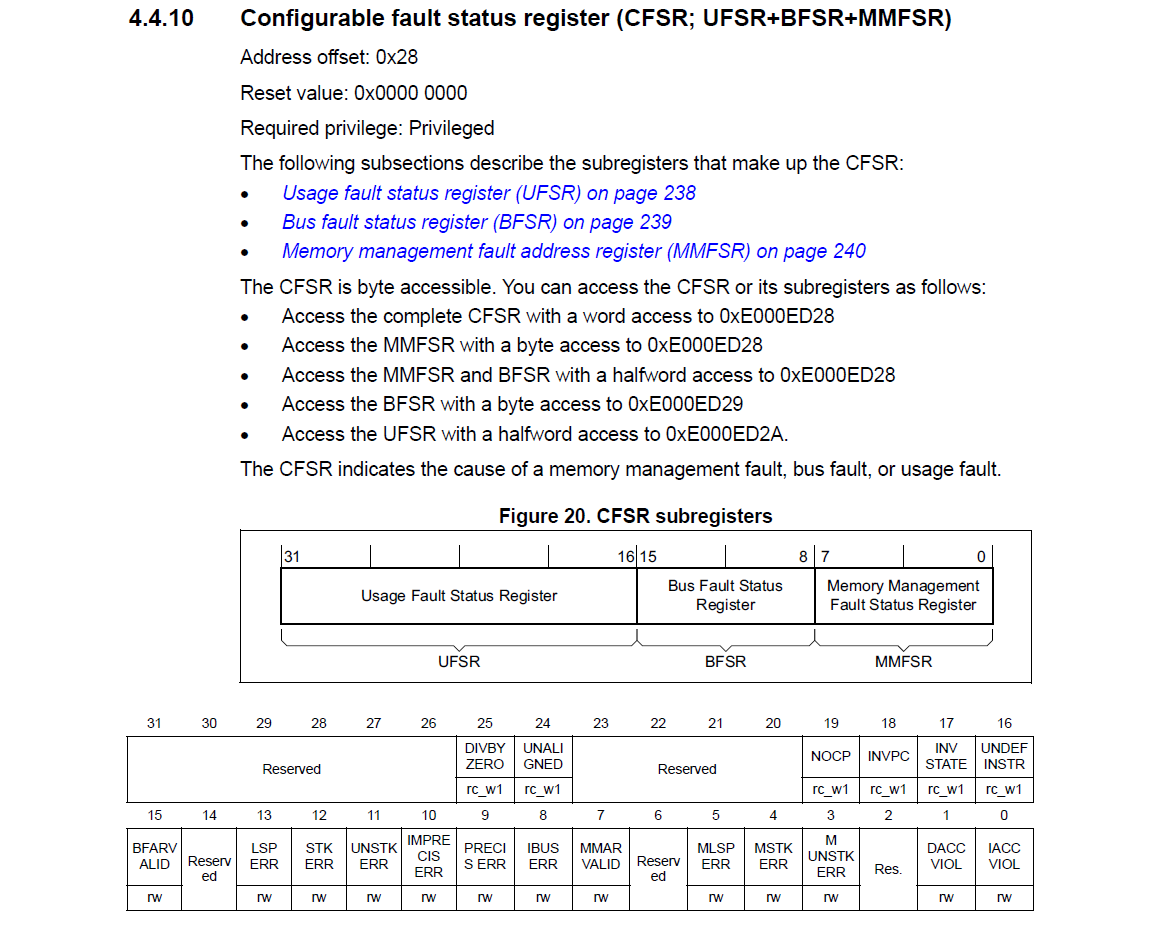 4.4.10 Configurable fault status register (CFSR; UFSR+BFSR+MMFSR)
Address offset: 0x28
Reset value: 0x0000 0000
Required privilege: Privileged
The following subsections describe the subregisters that make up the CFSR:
• Usage fault status register (UFSR) on page 238
• Bus fault status register (BFSR) on page 239
• Memory management fault address register (MMFSR) on page 240
The CFSR is byte accessible. You can access the CFSR or its subregisters as follows:
• Access the complete CFSR with a word access to 0xE000ED28
• Access the MMFSR with a byte access to 0xE000ED28
• Access the MMFSR and BFSR with a halfword access to 0xE000ED28
• Access the BFSR with a byte access to 0xE000ED29
• Access the UFSR with a halfword access to 0xE000ED2A.
The CFSR indicates the cause of a memory management fault, bus fault, or usage fault.
Figure 20. CFSR subregisters
31 16 15 8 7 0
Usage Fault Status Register
Bus Fault Status
Register
Memory Management
Fault Status Register
UFSR BFSR MMFSR
31 30 29 28 27 26 25 24 23 22 21 20 19 18 17 16
Reserved
DIVBY
ZERO
UNALI
GNED
Reserved
NOCP
INVPC
INV
STATE
UNDEF
INSTR
rc_w1 rc_w1 rc_w1 rc_w1 rc_w1 rc_w1
15 14 13 12 11 10 9 8 7 6 5 4 3 2 1 0
BFARV
ALID
Reserv
ed
LSP
ERR
STK
ERR
UNSTK
ERR
IMPRE
CIS
ERR
PRECI
S ERR
IBUS
ERR
MMAR
VALID
Reserv
ed
MLSP
ERR
MSTK
ERR
M
UNSTK
ERR
Res.
DACC
VIOL
IACC
VIOL
rw rw rw rw rw rw rw rw rw rw rw rw rw